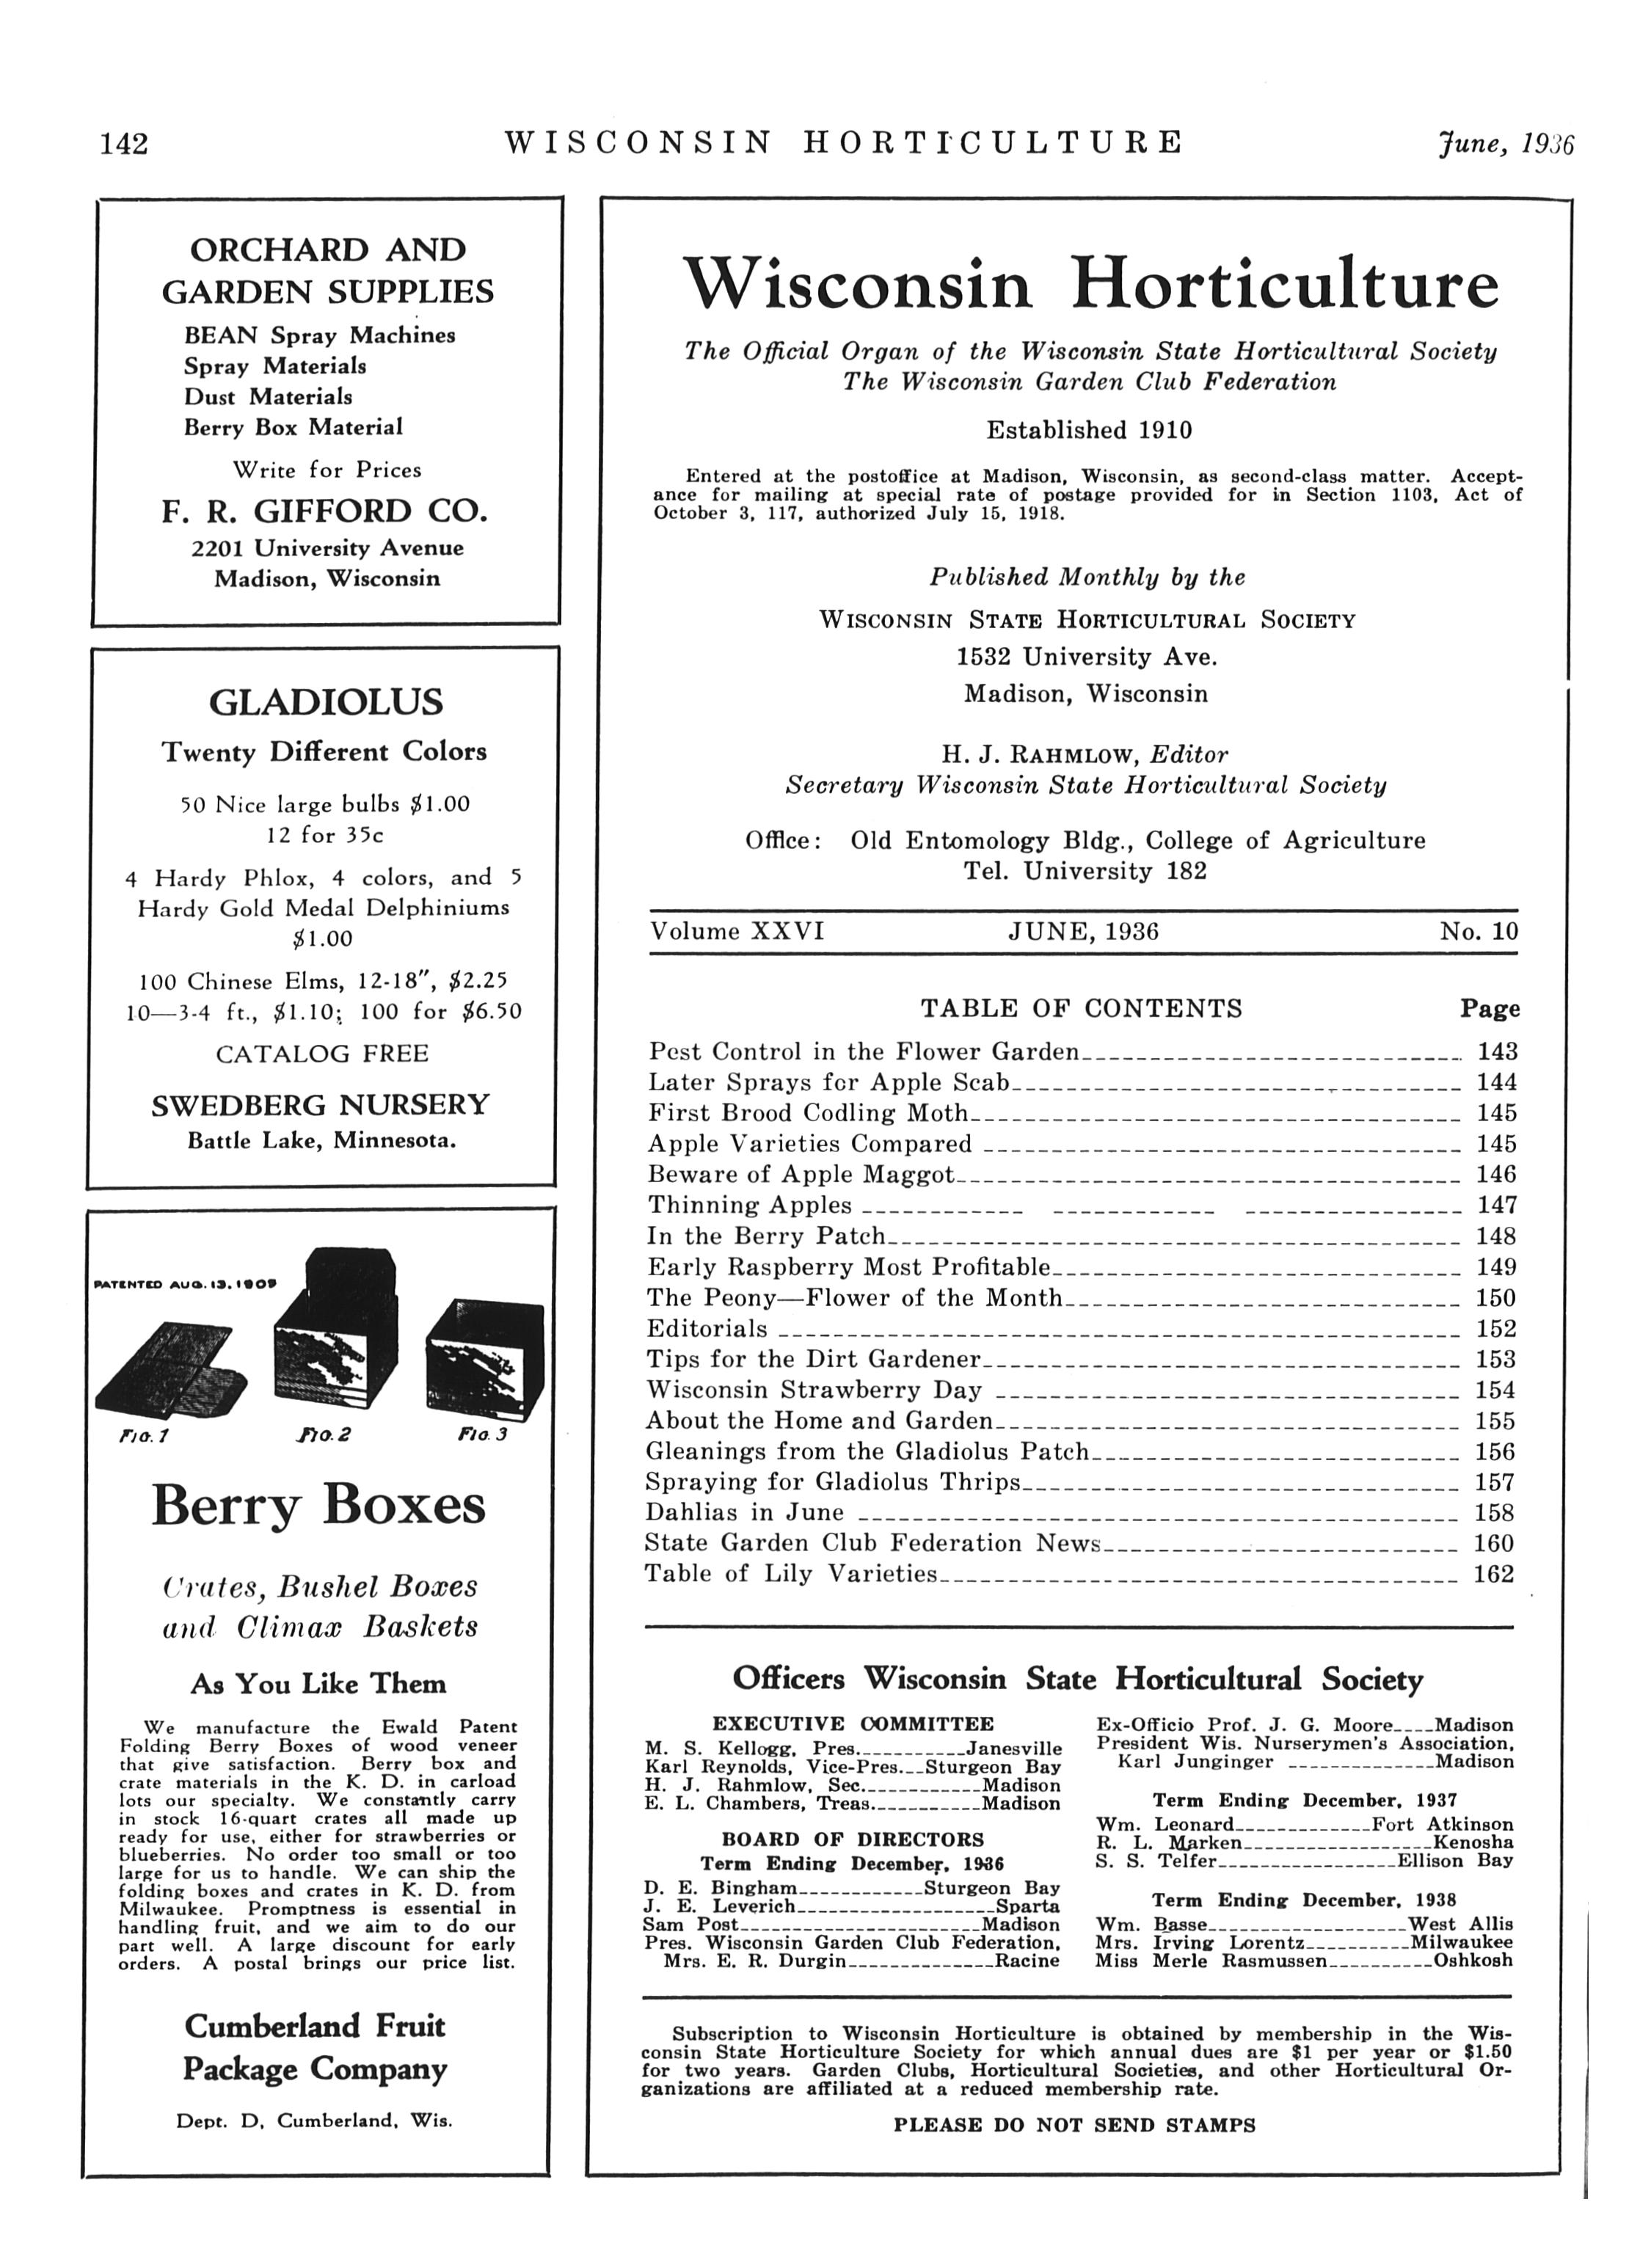 142
WISCONSIN HORTICULTURE
June, 1936
ORCHARD AND
GARDEN SUPPLIES
BEAN Spray Machines
Spray Materials
Dust Materials
Berry Box Material
Write for Prices
F. R. GIFFORD CO.
2201 University Avenue
Madison, Wisconsin
GLADIOLUS
Twenty Different Colors
50 Nice large bulbs $1.00
12 for 35c
4 Hardy Phlox, 4 colors, and 5
Hardy Gold Medal Delphiniums
$1.00
100 Chinese Elms, 12-18", $2.25
10—3-4 ft., $1.10; 100 for $6.50
CATALOG FREE
SWEDBERG NURSERY
Battle Lake, Minnesota.
PATENTED AUG. 13. 1909
FIG. 1
FIG. 2
FIG 3
Berry Boxes
Crates, Bushel Boxes
and Climax Baskets
As You Like Them
We manufacture the Ewald Patent
Folding Berry Boxes of wood veneer
that give satisfaction. Berry box and
crate materials in the K. D. in carload
lots our specialty. We constantly carry
in stock 16-quart crates all made up
ready for use, either for strawberries or
blueberries. No order too small or too
large for us to handle. We can ship the
folding boxes and crates in K. D. from
Milwaukee. Promptness is essential in
handling fruit, and we aim to do our
part well. A large discount for early
orders. A postal brings our price list.
Cumberland Fruit
Package Company
Dept. D, Cumberland, Wis.
Wisconsin Horticulture
The Official Organ of the Wisconsin State Horticultural Society
The Wisconsin Garden Club Federation
Established 1910
Entered at the postoffice at Madison, Wisconsin, as second-class matter. Accept-
ance for mailing at special rate of postage provided for in Section 1103, Act of
October 3, 117, authorized July 15, 1918.
Published Monthly by the
WISCONSIN STATE HORTICULTURAL SOCIETY
1532 University Ave.
Madison, Wisconsin
H. J. RAHMLOW, Editor
Secretary Wisconsin State Horticultural Society
Office: Old Entomology Bldg., College of Agriculture
Tel. University 182
Volume XXVI JUNE, 1936 No. 10
TABLE OF CONTENTS Page
Pest Control in the Flower Garden 143
Later Sprays for Apple Scab 144
First Brood Codling Moth 145
Apple Varieties Compared 145
Beware of Apple Maggot 146
Thinning Apples 147
In the Berry Patch 148
Early Raspberry Most Profitable 149
The Peony—Flower of the Month 150
Editorials 152
Tips for the Dirt Gardener 153
Wisconsin Strawberry Day 154
About the Home and Garden 155
Gleanings from the Gladiolus Patch 156
Spraying for Gladiolus Thrips 157
Dahlias in June 158
State Garden Club Federation News 160
Table of Lily Varieties 162
Officers Wisconsin State Horticultural Society
EXECUTIVE COMMITTEE
M. S. Kellogg, Pres. Janesville
Karl Reynolds, Vice-Pres. Sturgeon Bay
H. J. Rahmlow, Sec. Madison
E. L. Chambers, Treas. Madison
BOARD OF DIRECTORS
Term Ending December, 1936
D. E. Bingham Sturgeon Bay
J. E. Leverich Sparta
Sam Post Madison
Pres. Wisconsin Garden Club Federation,
Mrs. E. R. Durgin Racine
Ex-Officio Prof. J. G. Moore Madison
President Wis. Nurserymen's Association,
Karl Junginger Madison
Term Ending December, 1937
Wm. Leonard Fort Atkinson
R. L. Marken Kenosha
S. S. Telfer Ellison Bay
Term Ending December, 1938
Wm. Basse West Allis
Mrs. Irving Lorentz Milwaukee
Miss Merle Rasmussen Oshkosh
Subscription to Wisconsin Horticulture is obtained by membership in the Wis-
consin State Horticulture Society for which annual dues are $1 per year or $1.50
for two years. Garden Clubs, Horticultural Societies, and other Horticultural Or-
ganizations are affiliated at a reduced membership rate.
PLEASE DO NOT SEND STAMPS